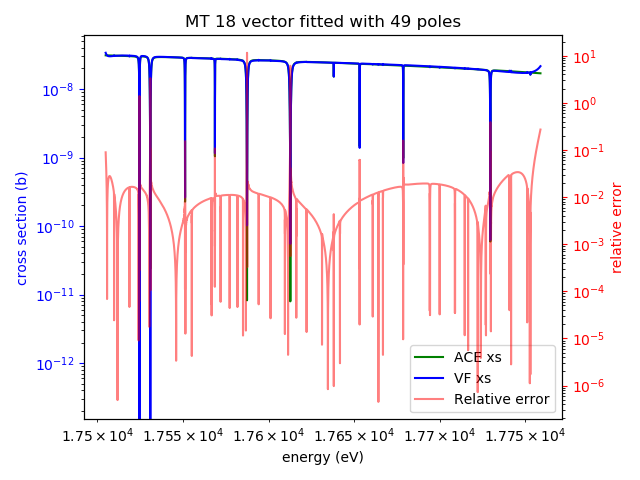 MT 18 vector fitted with 49 poles
cross section (b)
10⁻⁸
10⁻⁹
10⁻¹⁰
10⁻¹¹
10⁻¹²
10¹
10⁰
10⁻¹
10⁻²
10⁻³
10⁻⁴
10⁻⁵
10⁻⁶
relative error
ACE xs
VF xs
Relative error
1.75×10⁴ 1.755×10⁴ 1.76×10⁴ 1.765×10⁴ 1.77×10⁴ 1.775×10⁴
energy (eV)